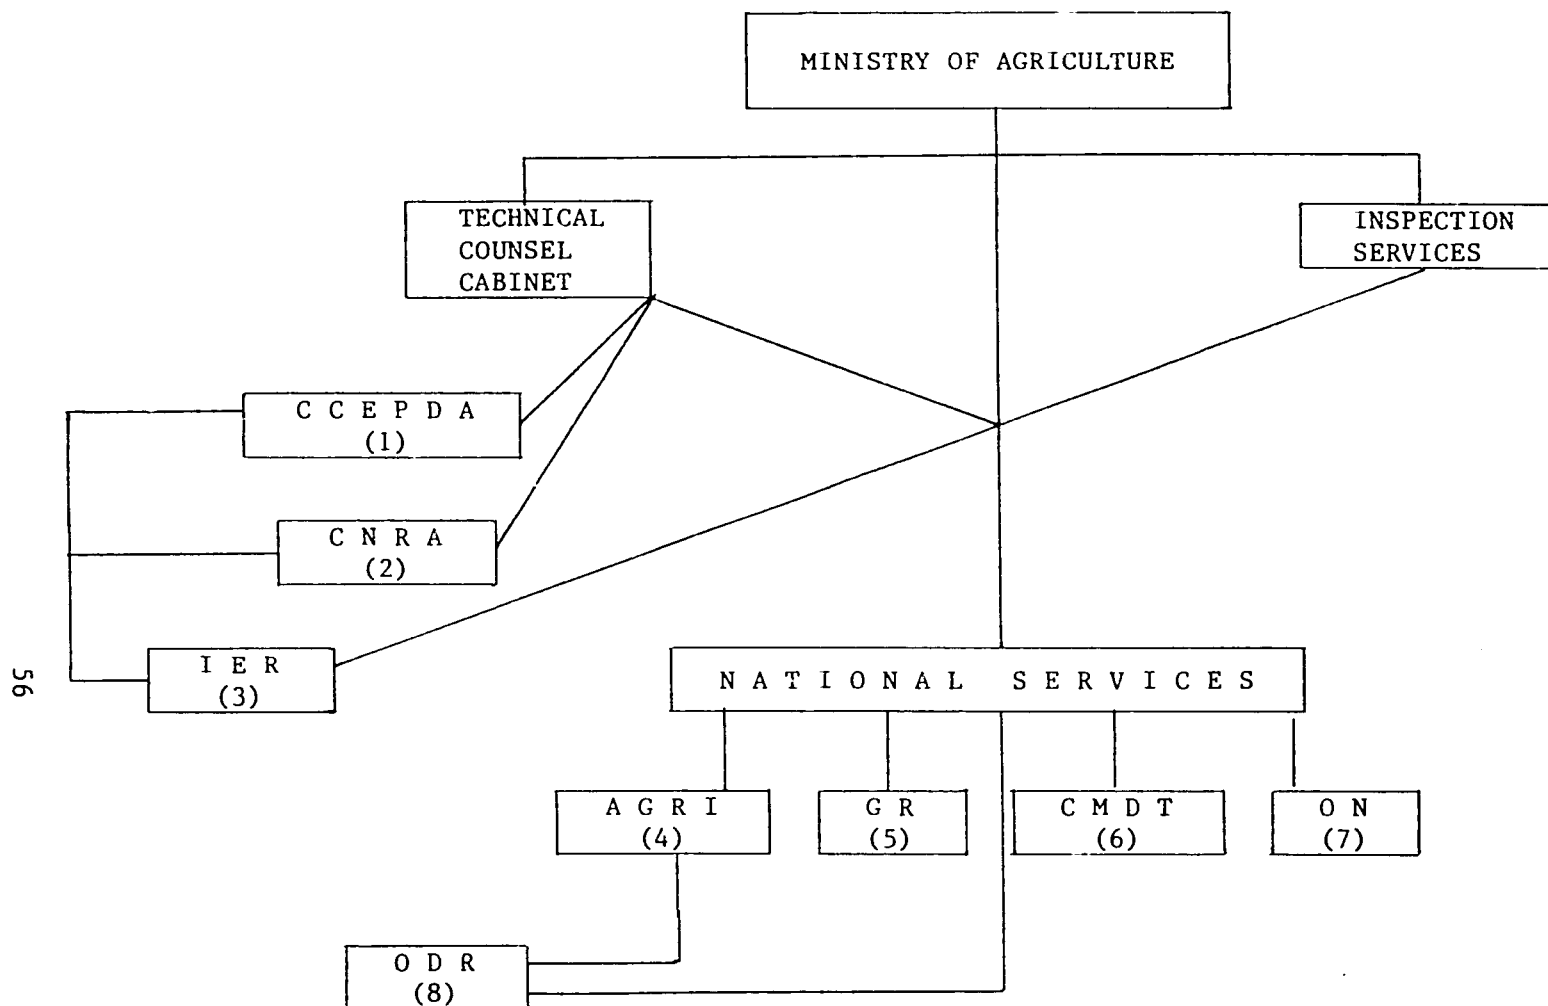 MINISTRY OF AGRICULTURE
TECHNICAL
COUNSEL
CABINET
INSPECTION
SERVICES
C C E P D A
(1)
C N R A
(2)
I E R
(3)
56
N A T I O N A L   S E R V I C E S
A G R I
(4)
G R
(5)
C M D T
(6)
O N
(7)
O D R
(8)